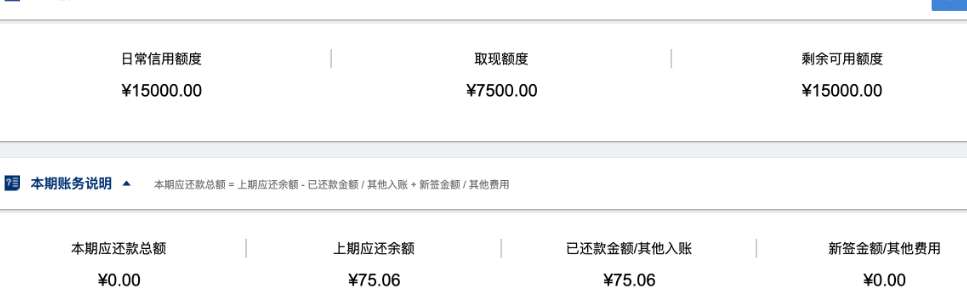 日常信用额度 取现额度 剩余可用额度
¥15000.00 ¥7500.00 ¥15000.00
本期账务说明 本期应还款总额 = 上期应还余额 - 已还款金额 / 其他入账 + 新签金额 / 其他费用
本期应还款总额 上期应还余额 已还款金额/其他入账 新签金额/其他费用
¥0.00 ¥75.06 ¥75.06 ¥0.00